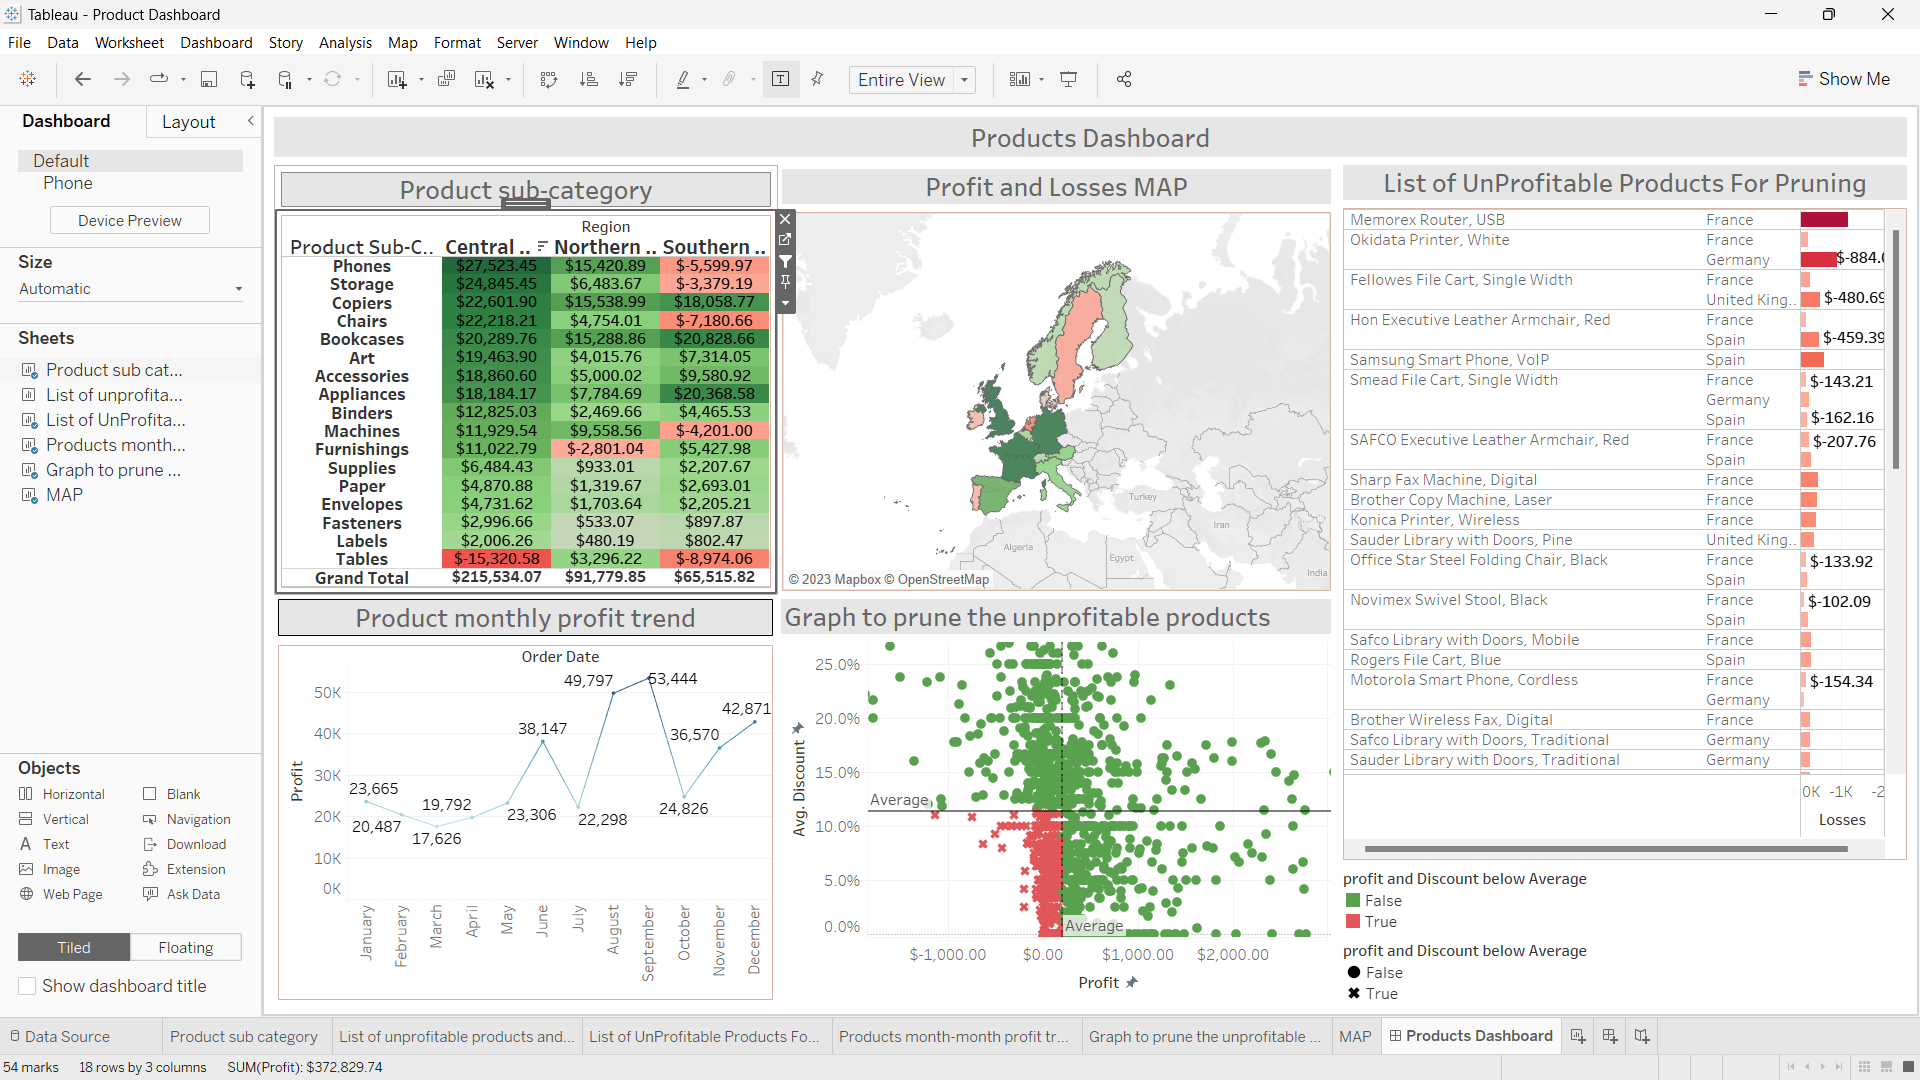 Tableau - Product Dashboard
File Data Worksheet Dashboard Story Analysis Map Format Server Window Help
Entire View
Show Me
Dashboard Layout
Default
Phone
Device Preview
Size
Automatic
Sheets
Product sub cat...
List of unprofita...
List of UnProfita...
Products month...
Graph to prune ...
MAP
Objects
Horizontal Blank
Vertical Navigation
A Text Download
Image Extension
Web Page Ask Data
Tiled Floating
Show dashboard title
Products Dashboard
Product sub-category
Region
Product Sub-C.. Central .. Northern .. Southern ..
Phones $27,523.45 $15,420.89 $-5,599.97
Storage $24,845.45 $6,483.67 $-3,379.19
Copiers $22,601.90 $15,538.99 $18,058.77
Chairs $22,218.21 $4,754.01 $-7,180.66
Bookcases $20,289.76 $15,288.86 $20,828.66
Art $19,463.90 $4,015.76 $7,314.05
Accessories $18,860.60 $5,000.02 $9,580.92
Appliances $18,184.17 $7,784.69 $20,368.58
Binders $12,825.03 $2,469.66 $4,465.53
Machines $11,929.54 $9,558.56 $-4,201.00
Furnishings $11,022.79 $-2,801.04 $5,427.98
Supplies $6,484.43 $933.01 $2,207.67
Paper $4,870.88 $1,319.67 $2,693.01
Envelopes $4,731.62 $1,703.64 $2,205.21
Fasteners $2,996.66 $533.07 $897.87
Labels $2,006.26 $480.19 $802.47
Tables $-15,320.58 $3,296.22 $-8,974.06
Grand Total $215,534.07 $91,779.85 $65,515.82
Profit and Losses MAP
France
Spain
Turkey
Iran
Algeria
Egypt
India
© 2023 Mapbox © OpenStreetMap
List of UnProfitable Products For Pruning
Memorex Router, USB France
Okidata Printer, White France
Germany $-884.0
Fellowes File Cart, Single Width France
United King.. $-480.69
Hon Executive Leather Armchair, Red France
Spain $-459.39
Samsung Smart Phone, VoIP Spain
Smead File Cart, Single Width France $-143.21
Germany
Spain $-162.16
SAFCO Executive Leather Armchair, Red France $-207.76
Spain
Sharp Fax Machine, Digital France
Brother Copy Machine, Laser France
Konica Printer, Wireless France
Sauder Library with Doors, Pine United King..
Office Star Steel Folding Chair, Black France $-133.92
Spain
Novimex Swivel Stool, Black France $-102.09
Spain
Safco Library with Doors, Mobile France
Rogers File Cart, Blue Spain
Motorola Smart Phone, Cordless France $-154.34
Germany
Brother Wireless Fax, Digital France
Safco Library with Doors, Traditional Germany
Sauder Library with Doors, Traditional Germany
0K -1K -2
Losses
Product monthly profit trend
Order Date
Profit
50K
40K
30K
20K
10K
0K
23,665
20,487
17,626
19,792
23,306
38,147
22,298
49,797
53,444
24,826
36,570
42,871
January
February
March
April
May
June
July
August
September
October
November
December
Graph to prune the unprofitable products
Avg. Discount
25.0%
20.0%
15.0%
10.0%
5.0%
0.0%
Average
Average
$-1,000.00 $0.00 $1,000.00 $2,000.00
Profit
profit and Discount below Average
False
True
profit and Discount below Average
False
True
Data Source Product sub category List of unprofitable products and... List of UnProfitable Products Fo... Products month-month profit tr... Graph to prune the unprofitable ... MAP Products Dashboard
54 marks 18 rows by 3 columns SUM(Profit): $372,829.74